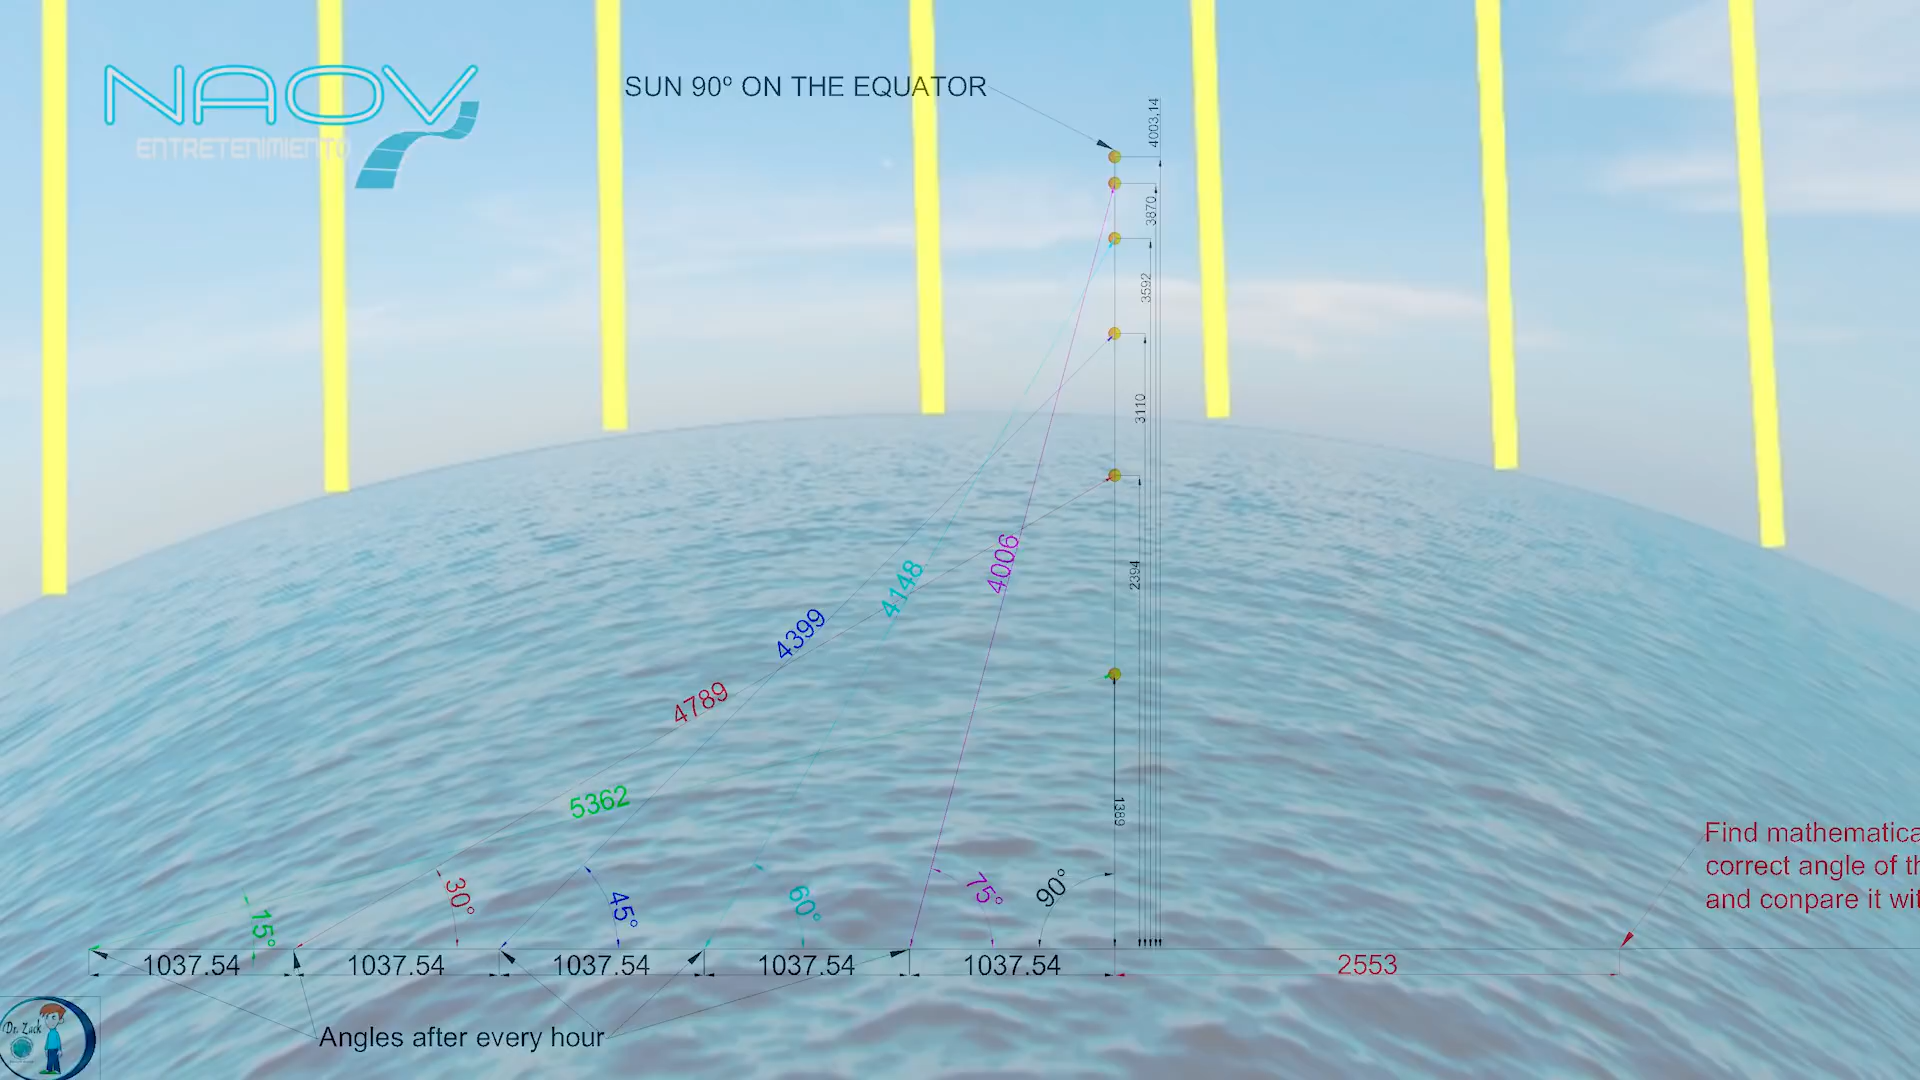 NAOV
ENTRETENIMIENTO
SUN 90º ON THE EQUATOR
4003,14
3870
3592
3110
2394
1389
4006
4148
4399
4789
5362
15°
30°
45°
60°
75°
90°
1037.54
1037.54
1037.54
1037.54
1037.54
2553
Find mathematica
correct angle of th
and conpare it wit
Angles after every hour
Dr. Zack